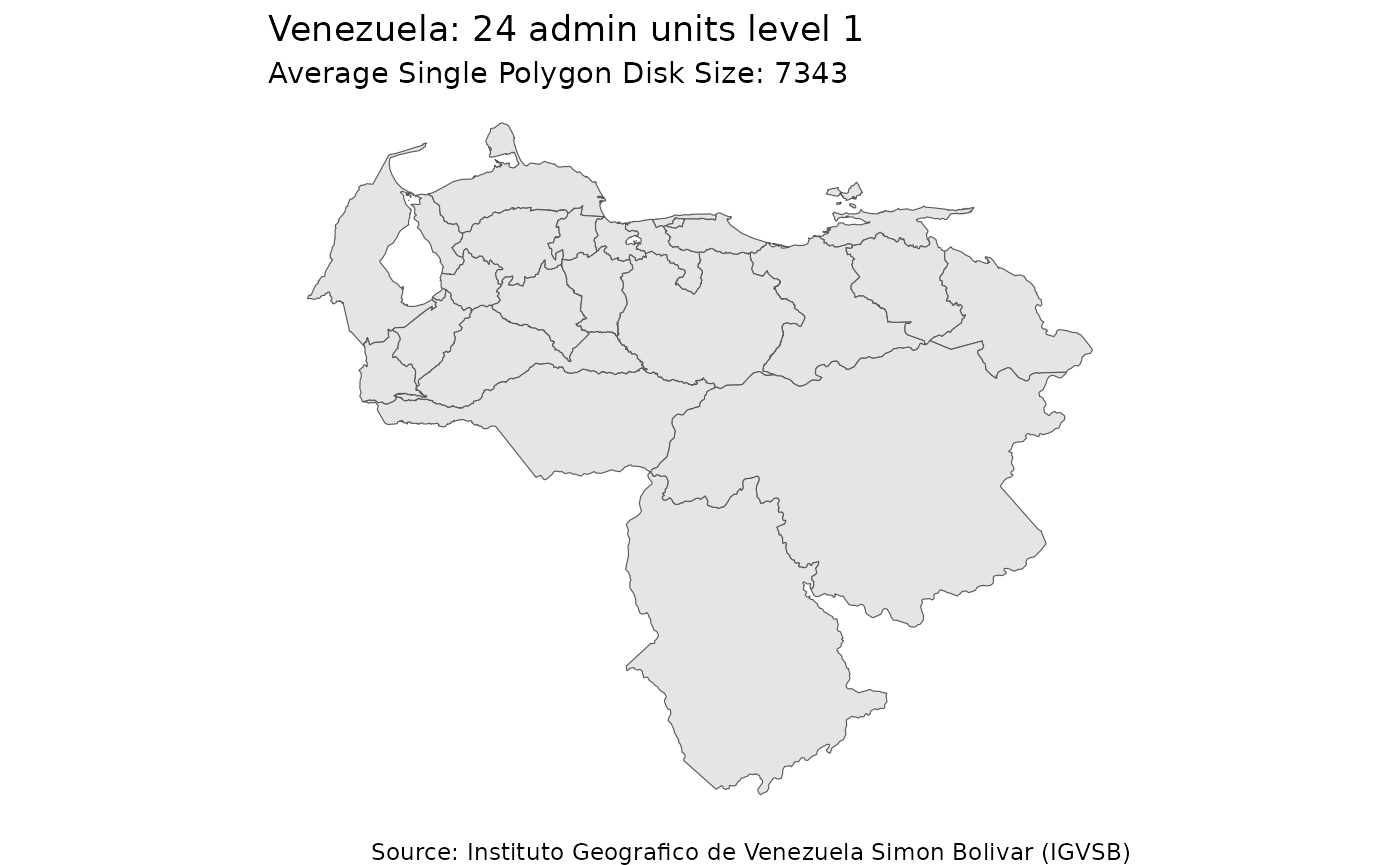 Venezuela: 24 admin units level 1
Average Single Polygon Disk Size: 7343
Source: Instituto Geografico de Venezuela Simon Bolivar (IGVSB)